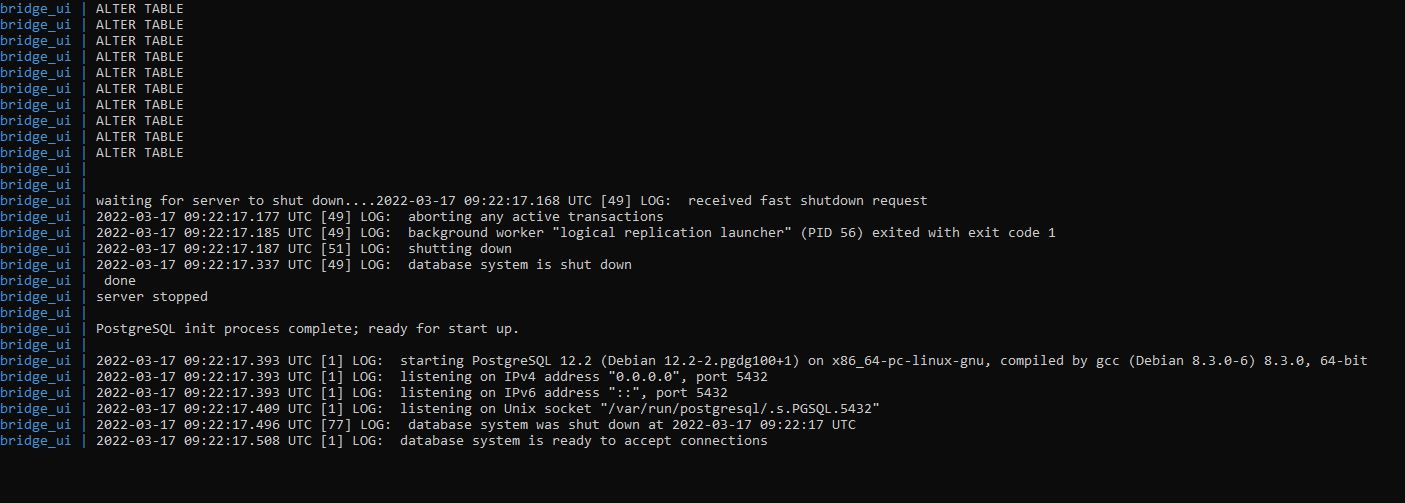 bridge_ui | ALTER TABLE
bridge_ui | ALTER TABLE
bridge_ui | ALTER TABLE
bridge_ui | ALTER TABLE
bridge_ui | ALTER TABLE
bridge_ui | ALTER TABLE
bridge_ui | ALTER TABLE
bridge_ui | ALTER TABLE
bridge_ui | ALTER TABLE
bridge_ui | ALTER TABLE
bridge_ui |
bridge_ui |
bridge_ui | waiting for server to shut down....2022-03-17 09:22:17.168 UTC [49] LOG:  received fast shutdown request
bridge_ui | 2022-03-17 09:22:17.177 UTC [49] LOG:  aborting any active transactions
bridge_ui | 2022-03-17 09:22:17.185 UTC [49] LOG:  background worker "logical replication launcher" (PID 56) exited with exit code 1
bridge_ui | 2022-03-17 09:22:17.187 UTC [51] LOG:  shutting down
bridge_ui | 2022-03-17 09:22:17.337 UTC [49] LOG:  database system is shut down
bridge_ui |  done
bridge_ui | server stopped
bridge_ui |
bridge_ui | PostgreSQL init process complete; ready for start up.
bridge_ui |
bridge_ui | 2022-03-17 09:22:17.393 UTC [1] LOG:  starting PostgreSQL 12.2 (Debian 12.2-2.pgdg100+1) on x86_64-pc-linux-gnu, compiled by gcc (Debian 8.3.0-6) 8.3.0, 64-bit
bridge_ui | 2022-03-17 09:22:17.393 UTC [1] LOG:  listening on IPv4 address "0.0.0.0", port 5432
bridge_ui | 2022-03-17 09:22:17.393 UTC [1] LOG:  listening on IPv6 address "::", port 5432
bridge_ui | 2022-03-17 09:22:17.409 UTC [1] LOG:  listening on Unix socket "/var/run/postgresql/.s.PGSQL.5432"
bridge_ui | 2022-03-17 09:22:17.496 UTC [77] LOG:  database system was shut down at 2022-03-17 09:22:17 UTC
bridge_ui | 2022-03-17 09:22:17.508 UTC [1] LOG:  database system is ready to accept connections